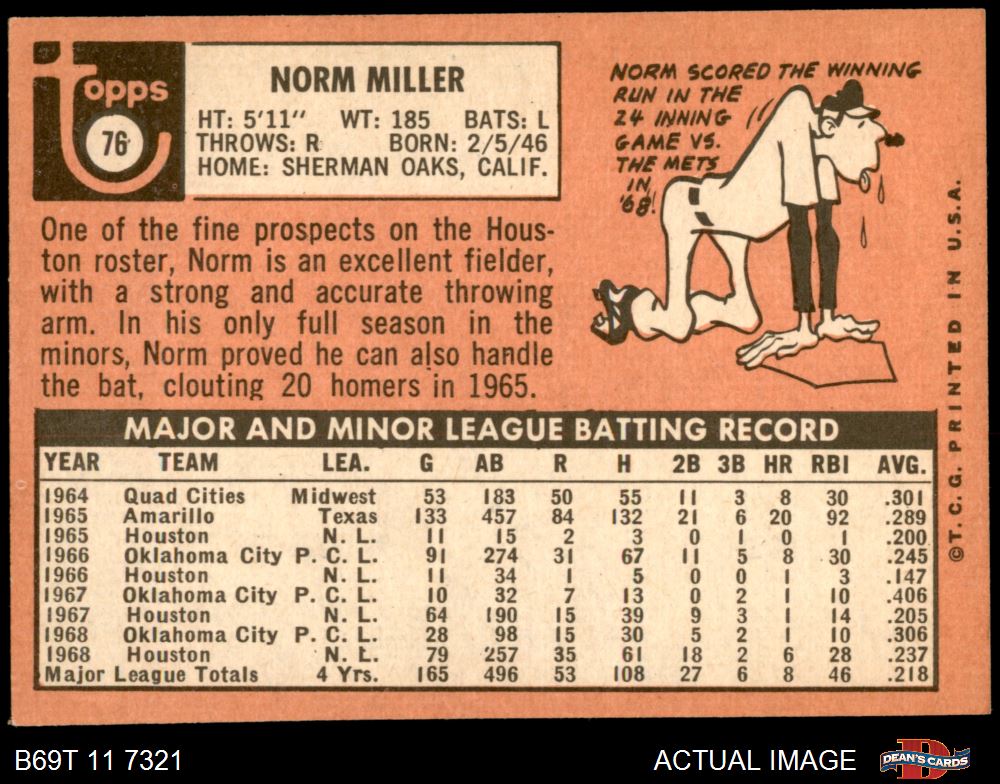 Topps
76
NORM MILLER
HT: 5'11" WT: 185 BATS: L
THROWS: R BORN: 2/5/46
HOME: SHERMAN OAKS, CALIF.
One of the fine prospects on the Hous-
ton roster, Norm is an excellent fielder,
with a strong and accurate throwing
arm. In his only full season in the
minors, Norm proved he can also handle
the bat, clouting 20 homers in 1965.
NORM SCORED THE WINNING
RUN IN THE
24 INNING
GAME VS.
THE METS
IN
'68!
MAJOR AND MINOR LEAGUE BATTING RECORD
YEAR TEAM LEA. G AB R H 2B 3B HR RBI AVG.
1964 Quad Cities Midwest 53 183 50 55 11 3 8 30 .301
1965 Amarillo Texas 133 457 84 132 21 6 20 92 .289
1965 Houston N. L. 11 15 2 3 0 1 0 1 .200
1966 Oklahoma City P. C. L. 91 274 31 67 11 5 8 30 .245
1966 Houston N. L. 11 34 1 5 0 0 1 3 .147
1967 Oklahoma City P. C. L. 10 32 7 13 0 2 1 10 .406
1967 Houston N. L. 64 190 15 39 9 3 1 14 .205
1968 Oklahoma City P. C. L. 28 98 15 30 5 2 1 10 .306
1968 Houston N. L. 79 257 35 61 18 2 6 28 .237
Major League Totals 4 Yrs. 165 496 53 108 27 6 8 46 .218
©T. C. G. PRINTED IN U.S.A.
B69T 11 7321
ACTUAL IMAGE
DEAN'S CARDS